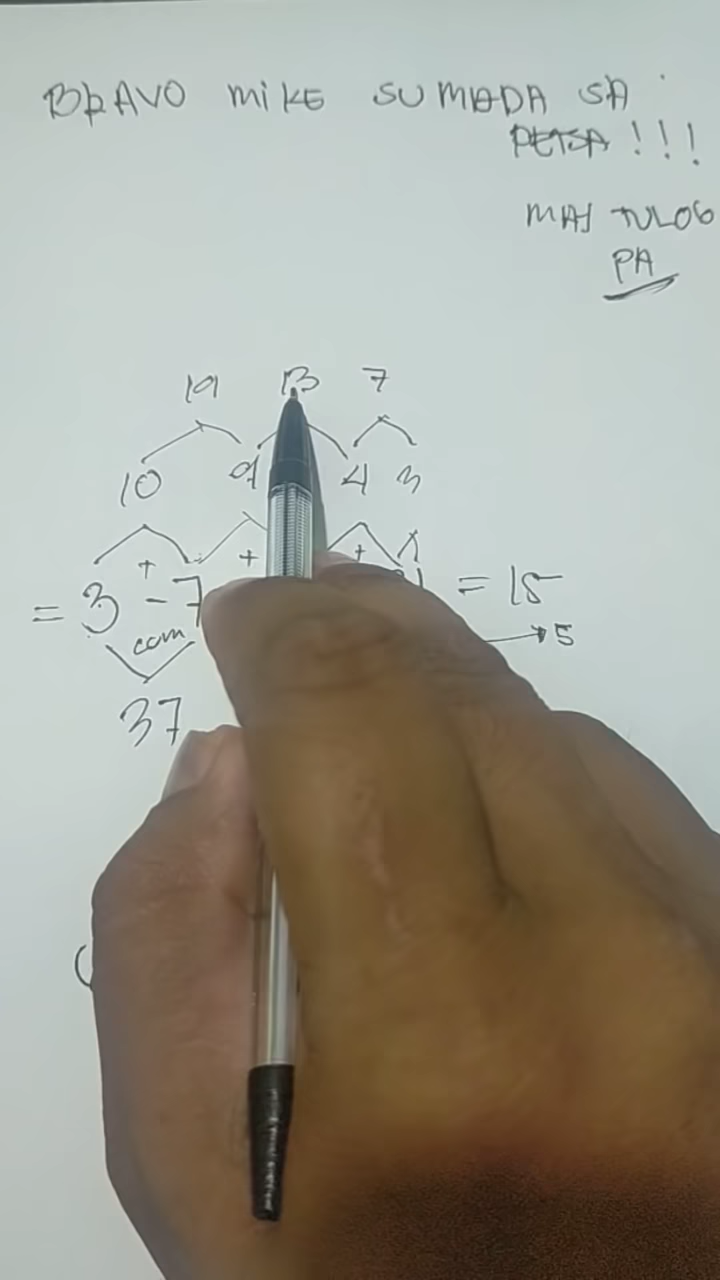 BRAVO MIKE SUMADA SA
PETSA!!!
MAY TULOG
PA
19 13 7
10 9 4 3
+ + +
= 3 - 7 1 = 15
com → 5
37